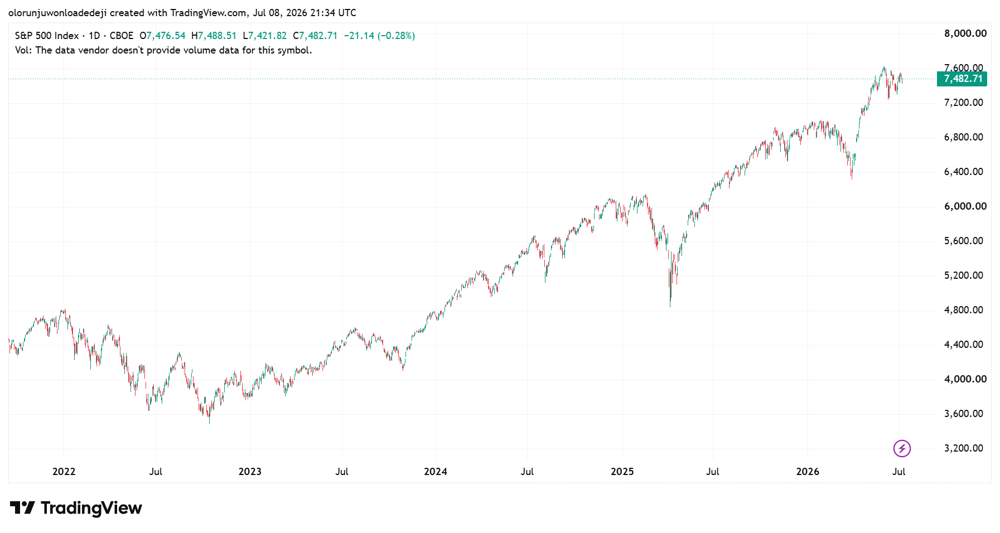 olorunjuwonloadedeji created with TradingView.com, Jul 08, 2026 21:34 UTC
S&P 500 Index · 1D · CBOE O7,476.54 H7,488.51 L7,421.82 C7,482.71 −21.14 (−0.28%)
Vol: The data vendor doesn't provide volume data for this symbol.
8,000.00
7,600.00
7,482.71
7,200.00
6,800.00
6,400.00
6,000.00
5,600.00
5,200.00
4,800.00
4,400.00
4,000.00
3,600.00
3,200.00
2022 Jul 2023 Jul 2024 Jul 2025 Jul 2026 Jul
TradingView